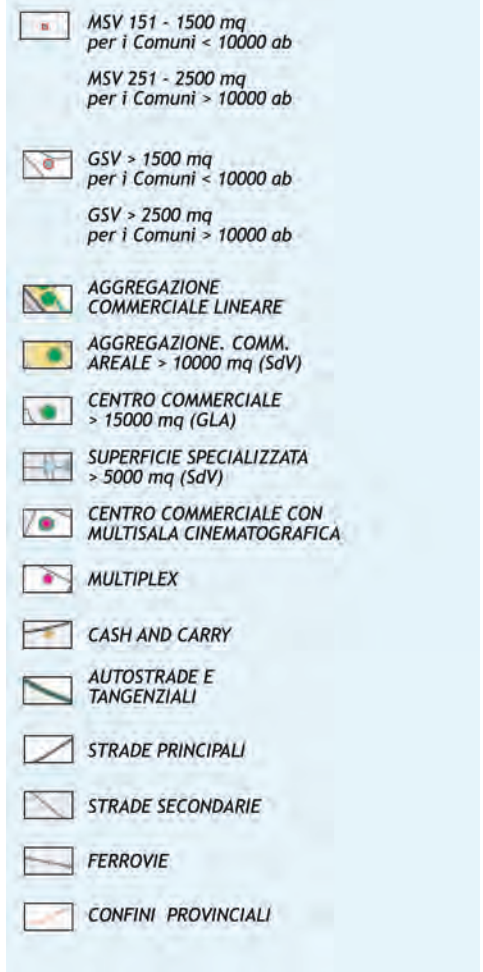 MSV 151 - 1500 mq
per i Comuni < 10000 ab
MSV 251 - 2500 mq
per i Comuni > 10000 ab
GSV > 1500 mq
per i Comuni < 10000 ab
GSV > 2500 mq
per i Comuni > 10000 ab
AGGREGAZIONE
COMMERCIALE LINEARE
AGGREGAZIONE. COMM.
AREALE > 10000 mq (SdV)
CENTRO COMMERCIALE
> 15000 mq (GLA)
SUPERFICIE SPECIALIZZATA
> 5000 mq (SdV)
CENTRO COMMERCIALE CON
MULTISALA CINEMATOGRAFICA
MULTIPLEX
CASH AND CARRY
AUTOSTRADE E
TANGENZIALI
STRADE PRINCIPALI
STRADE SECONDARIE
FERROVIE
CONFINI PROVINCIALI